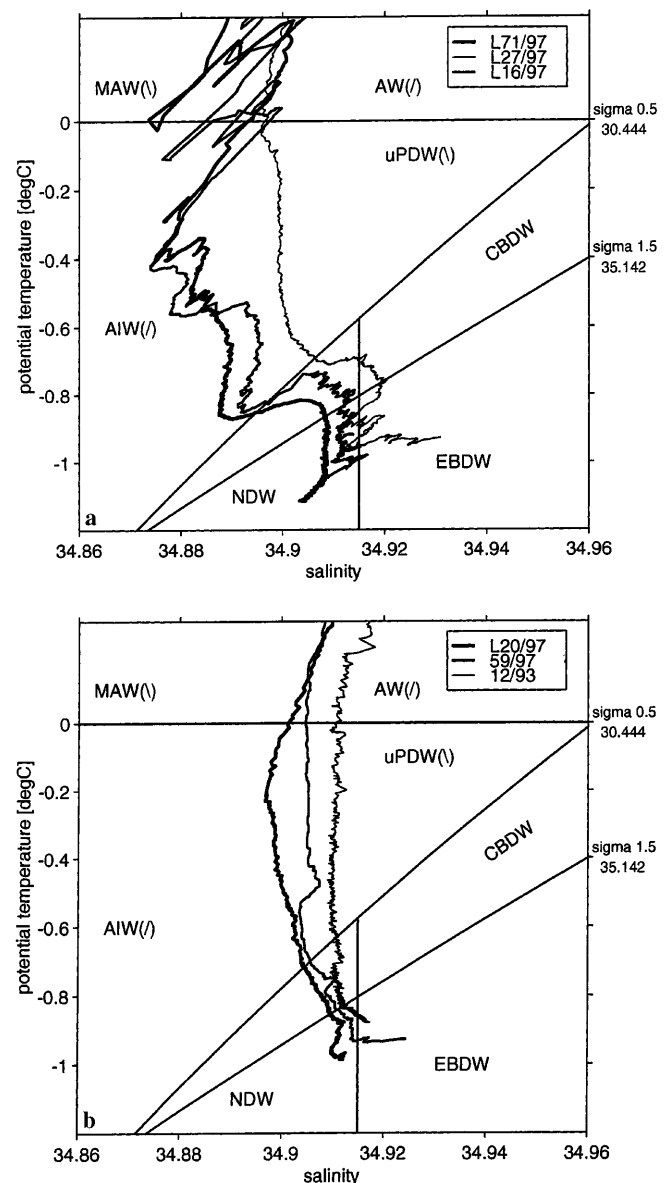 L71/97
L27/97
L16/97
MAW(\)
AW(/)
sigma 0.5
30.444
0
uPDW(\)
-0.2
CBDW
sigma 1.5
35.142
-0.4
potential temperature [degC]
AIW(/)
-0.6
-0.8
-1
NDW
EBDW
a
34.86
34.88
34.9
34.92
34.94
34.96
salinity
L20/97
59/97
12/93
MAW(\)
AW(/)
sigma 0.5
30.444
0
uPDW(\)
-0.2
CBDW
sigma 1.5
35.142
-0.4
potential temperature [degC]
AIW(/)
-0.6
-0.8
-1
NDW
EBDW
b
34.86
34.88
34.9
34.92
34.94
34.96
salinity